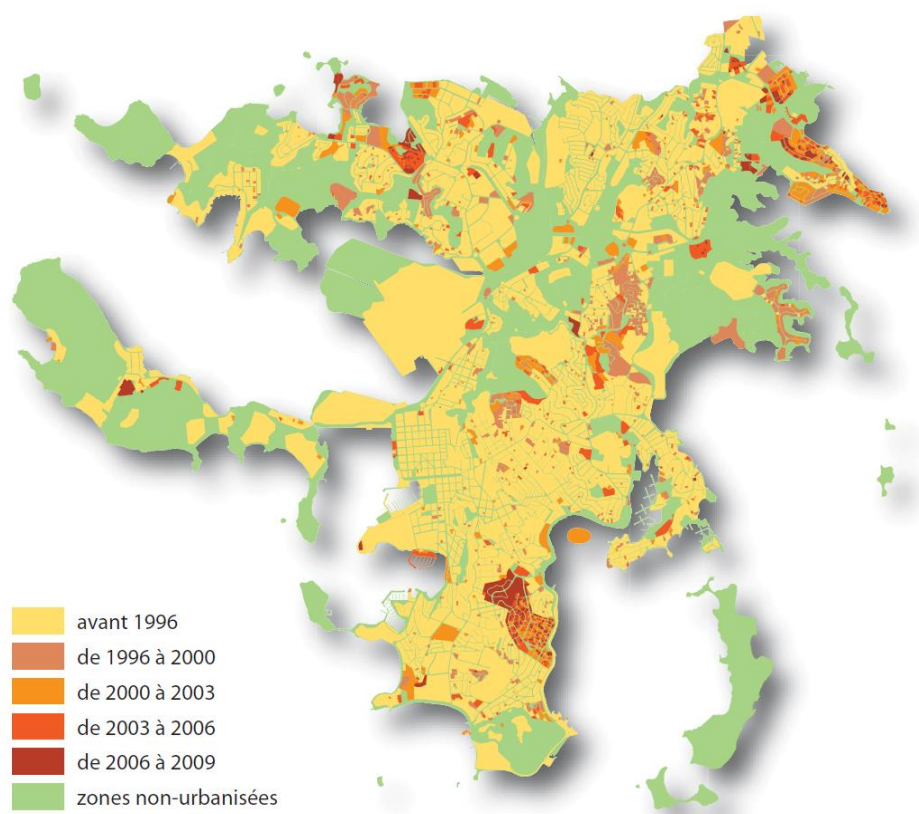 avant 1996
de 1996 à 2000
de 2000 à 2003
de 2003 à 2006
de 2006 à 2009
zones non-urbanisées